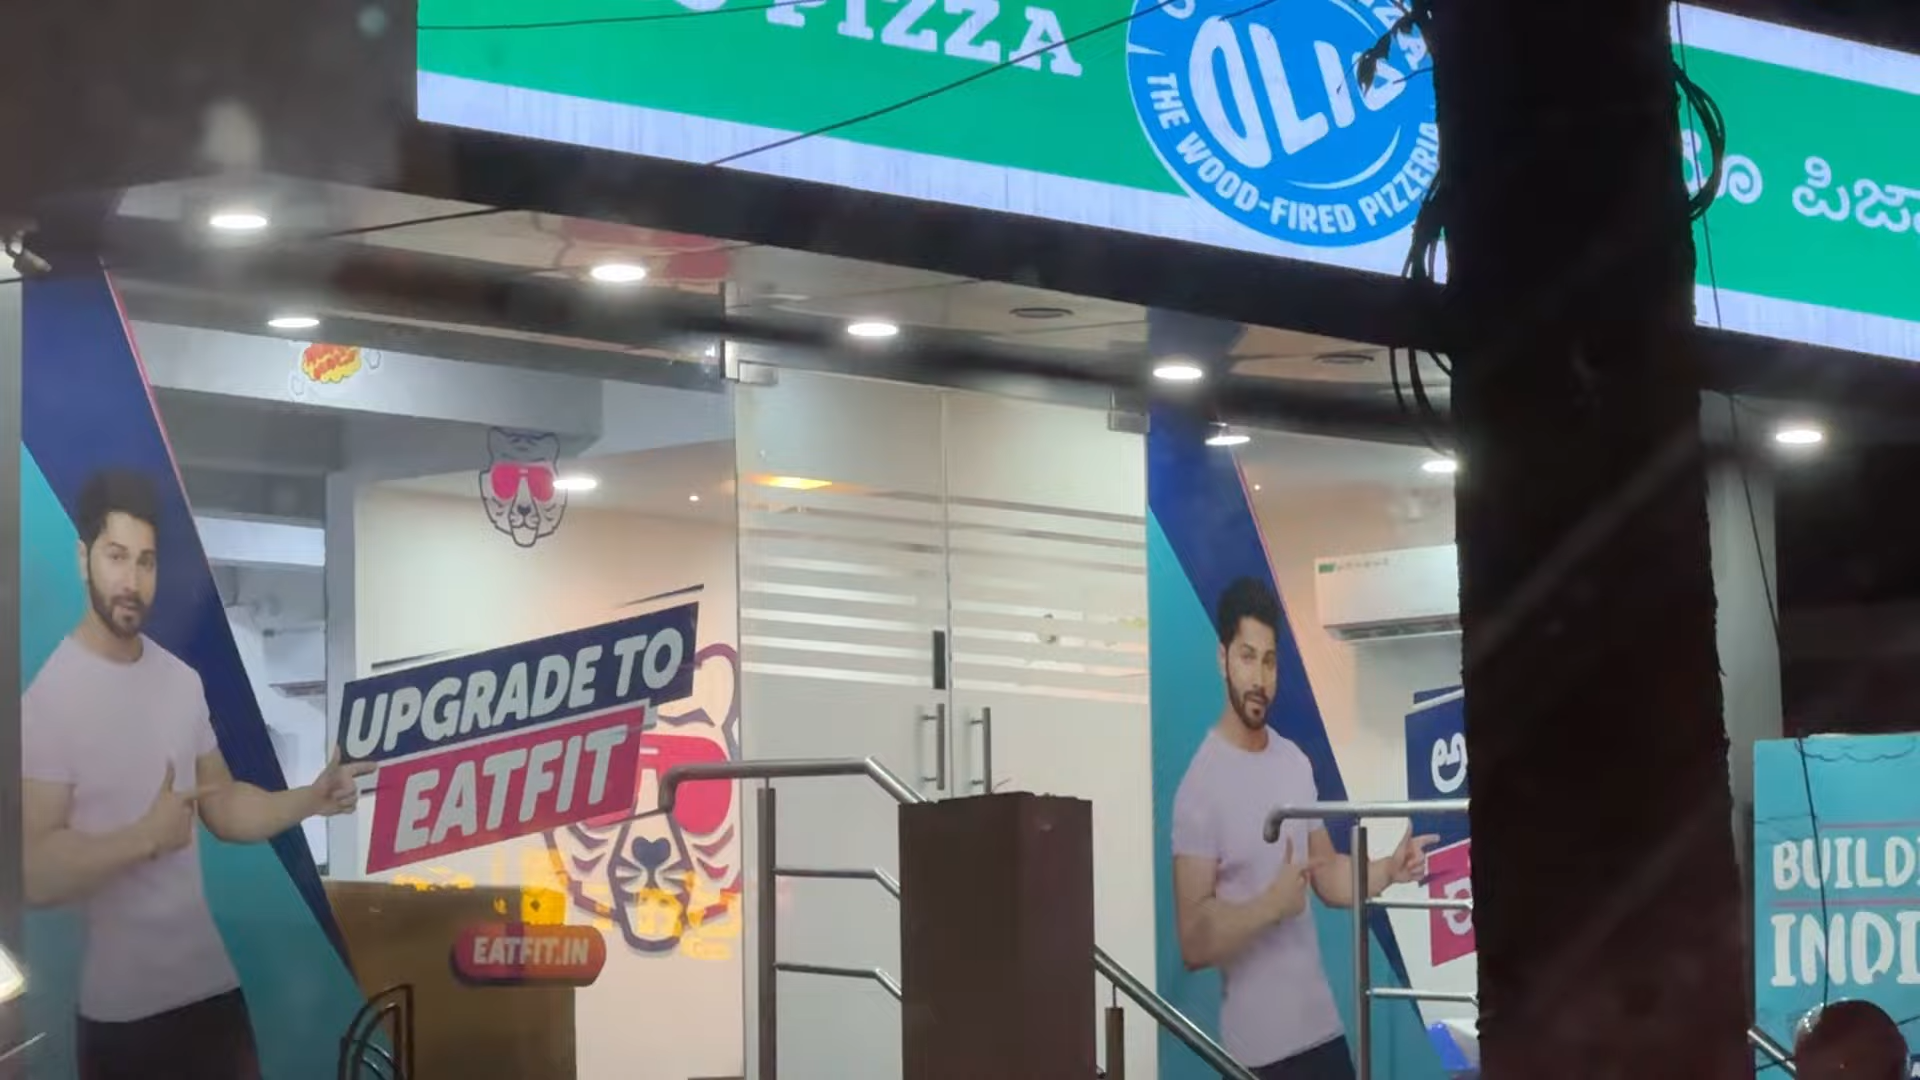 PIZZA
OLIO
THE WOOD-FIRED PIZZERIA
ಪಿಜಾ
UPGRADE TO
EATFIT
EATFIT.IN
ಅ
BUILD
INDI